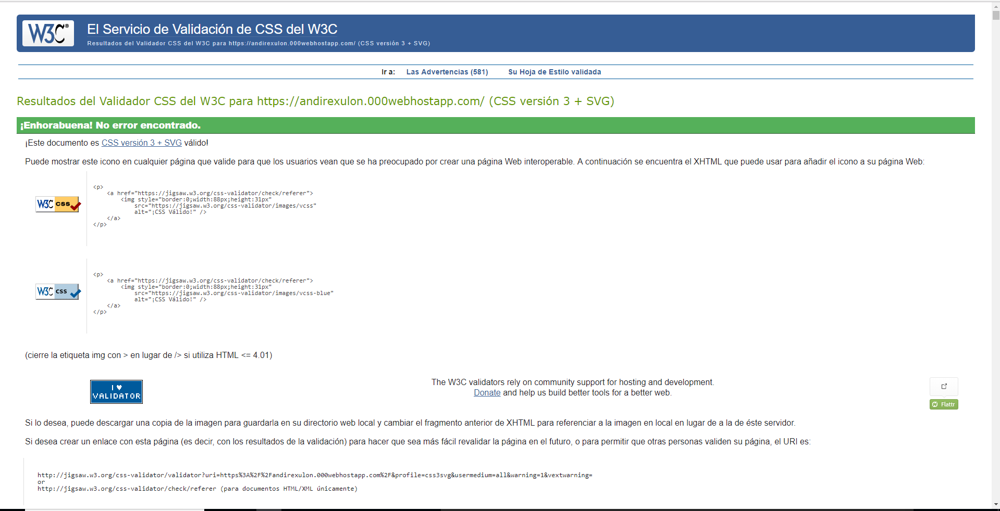 W3C®
El Servicio de Validación de CSS del W3C
Resultados del Validador CSS del W3C para https://andirexulon.000webhostapp.com/ (CSS versión 3 + SVG)
Ir a: Las Advertencias (581) Su Hoja de Estilo validada
Resultados del Validador CSS del W3C para https://andirexulon.000webhostapp.com/ (CSS versión 3 + SVG)
¡Enhorabuena! No error encontrado.
¡Este documento es CSS versión 3 + SVG válido!
Puede mostrar este icono en cualquier página que valide para que los usuarios vean que se ha preocupado por crear una página Web interoperable. A continuación se encuentra el XHTML que puede usar para añadir el icono a su página Web:
W3C css
<p>
<a href="https://jigsaw.w3.org/css-validator/check/referer">
<img style="border:0;width:88px;height:31px"
src="https://jigsaw.w3.org/css-validator/images/vcss"
alt="¡CSS Válido!" />
</a>
</p>
W3C css
<p>
<a href="https://jigsaw.w3.org/css-validator/check/referer">
<img style="border:0;width:88px;height:31px"
src="https://jigsaw.w3.org/css-validator/images/vcss-blue"
alt="¡CSS Válido!" />
</a>
</p>
(cierre la etiqueta img con > en lugar de /> si utiliza HTML <= 4.01)
I ♥
VALIDATOR
The W3C validators rely on community support for hosting and development.
Donate and help us build better tools for a better web.
Flattr
Si lo desea, puede descargar una copia de la imagen para guardarla en su directorio web local y cambiar el fragmento anterior de XHTML para referenciar a la imagen en local en lugar de a la de éste servidor.
Si desea crear un enlace con esta página (es decir, con los resultados de la validación) para hacer que sea más fácil revalidar la página en el futuro, o para permitir que otras personas validen su página, el URI es:
http://jigsaw.w3.org/css-validator/validator?uri=https%3A%2F%2Fandirexulon.000webhostapp.com%2F&profile=css3svg&usermedium=all&warning=1&vextwarning=
or
http://jigsaw.w3.org/css-validator/check/referer (para documentos HTML/XML únicamente)